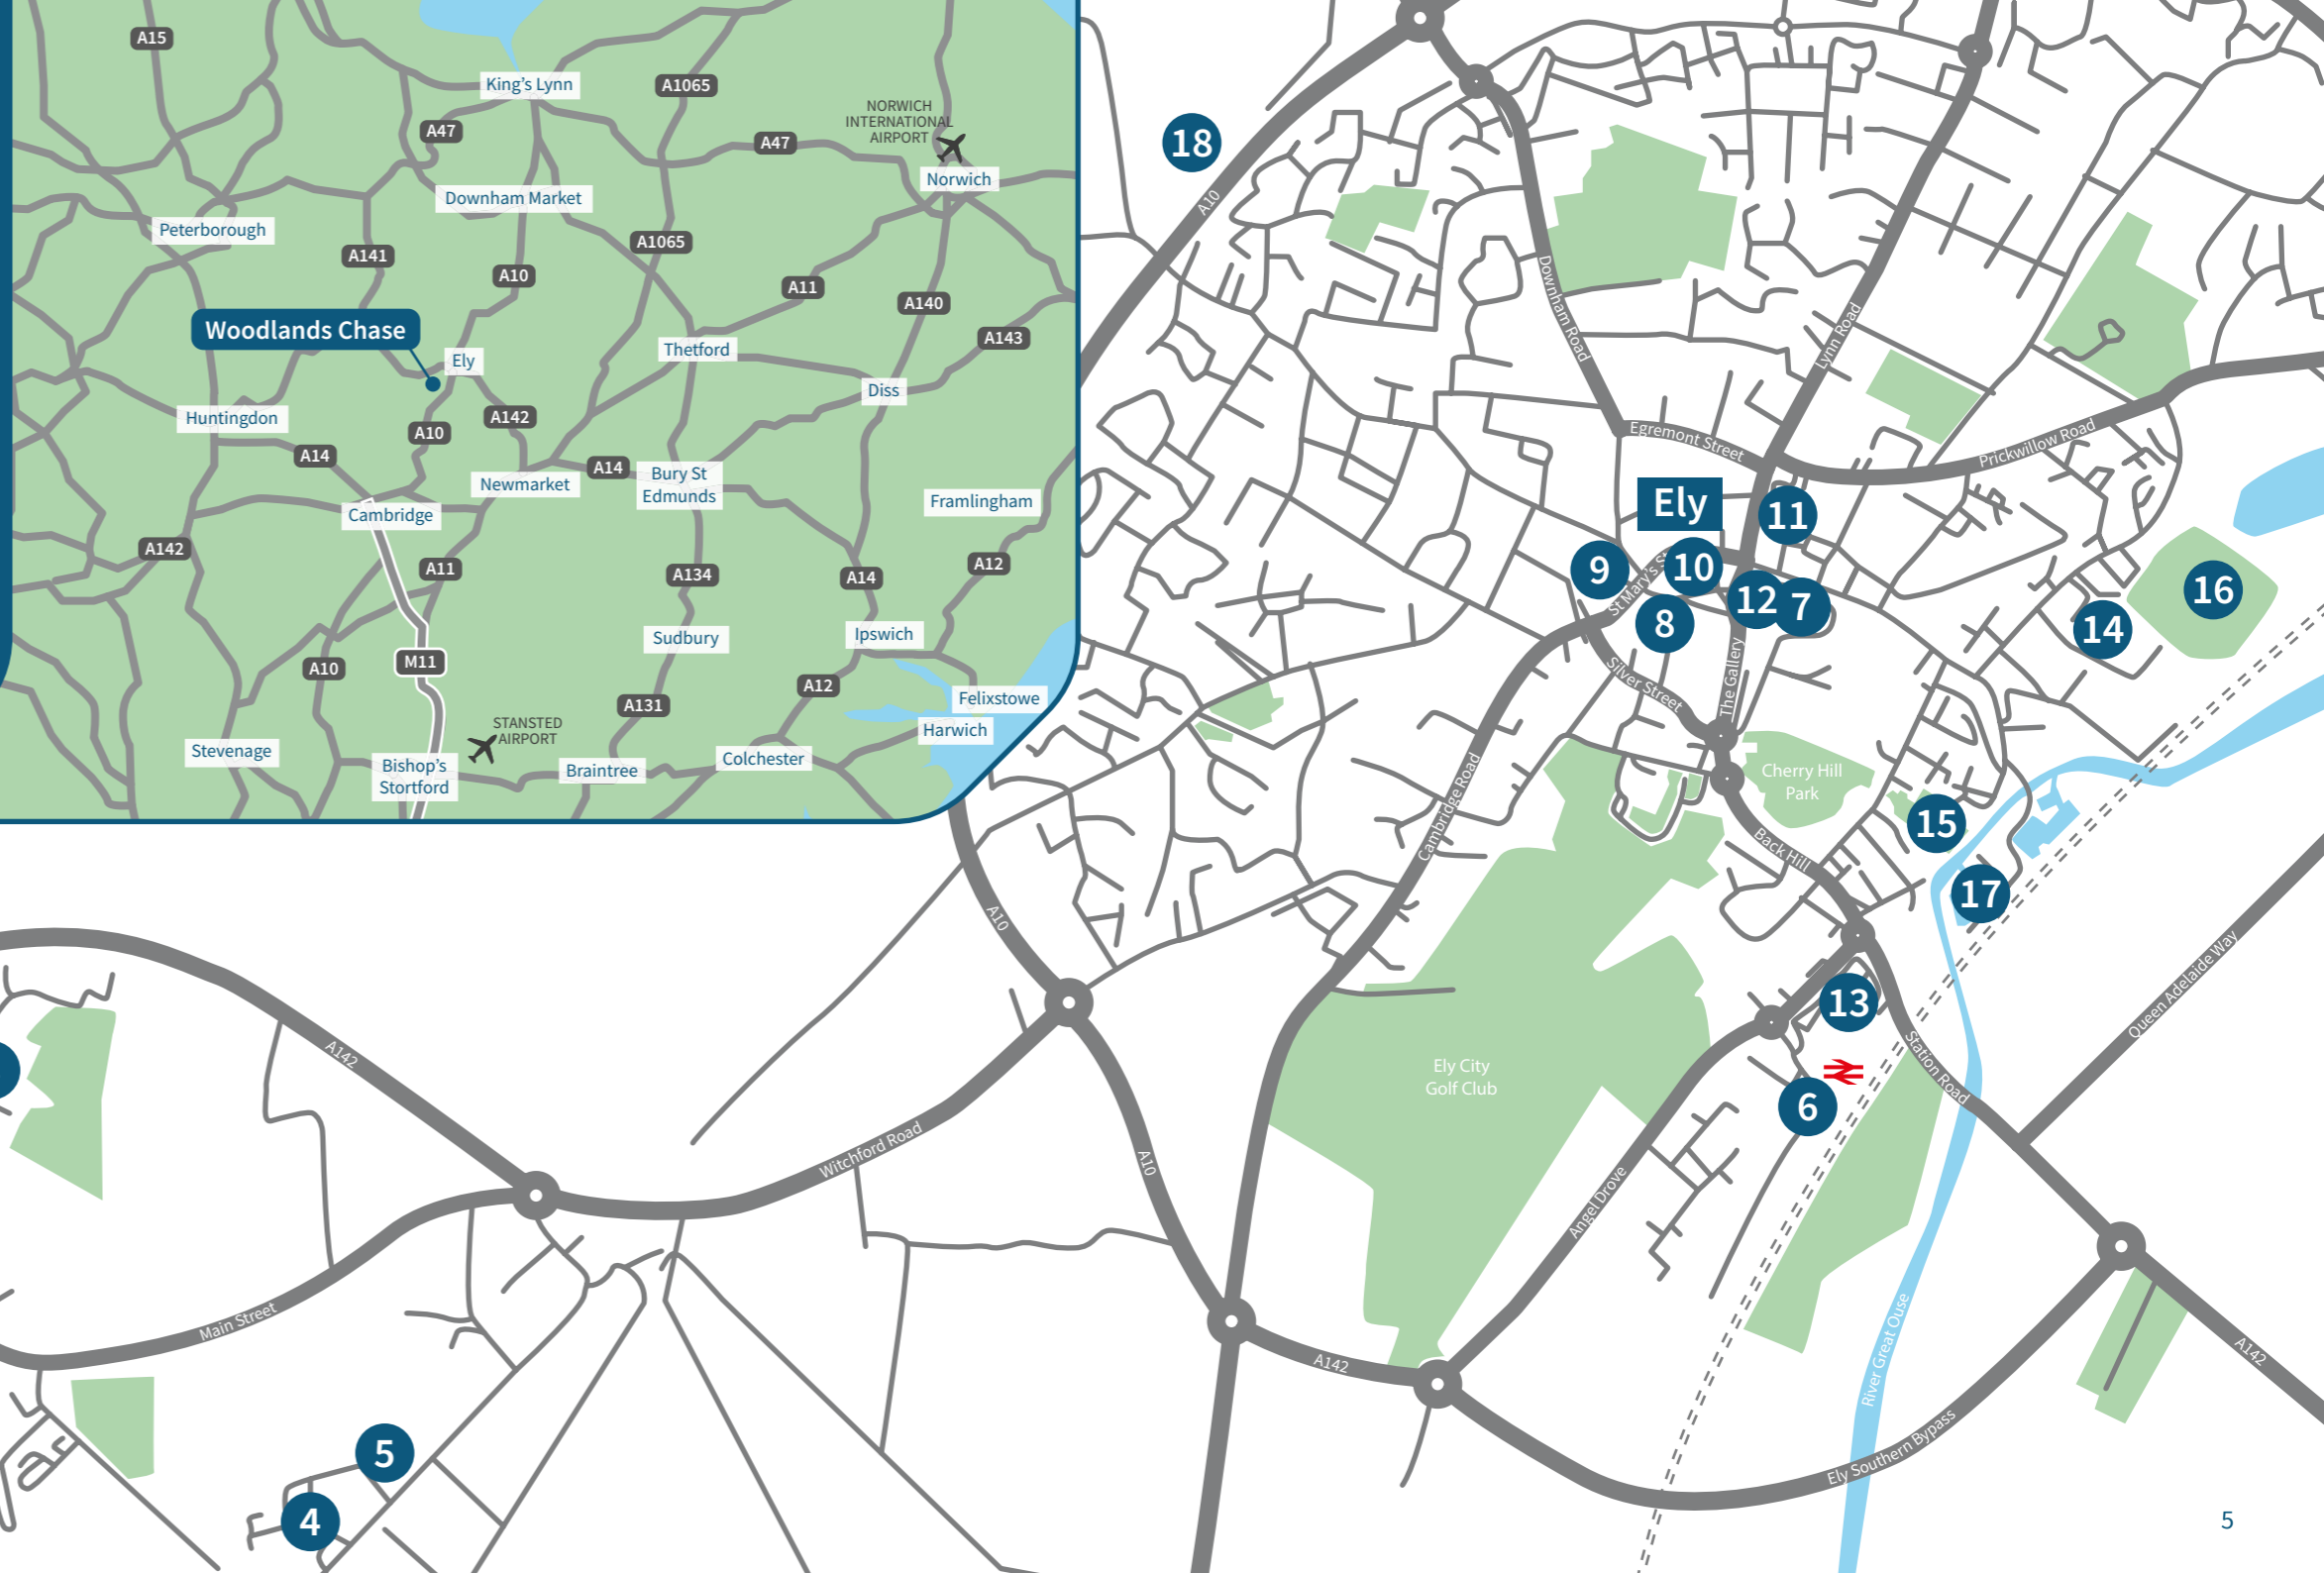 A15
King's Lynn
A1065
NORWICH
INTERNATIONAL
AIRPORT
A47
A47
Norwich
Downham Market
Peterborough
A141
A1065
A10
A11
A140
Woodlands Chase
A143
Ely
Thetford
Diss
Huntingdon
A142
A10
A14
A14
Bury St
Edmunds
Newmarket
Framlingham
Cambridge
A142
A11
A134
A14
A12
Ipswich
Sudbury
A10
M11
A12
A131
Felixstowe
Harwich
STANSTED
AIRPORT
Stevenage
Bishop's
Stortford
Braintree
Colchester
18
A10
Downham Road
Lynn Road
Egremont Street
Prickwillow Road
Ely
11
9
St Mary's S
10
12
7
8
16
14
Silver Street
The Gallery
Cherry Hill
Park
Cambridge Road
Back Hill
15
17
A10
Queen Adelaide Way
13
Station Road
6
Ely City
Golf Club
A142
Witchford Road
A10
Angel Drove
Main Street
A142
River Great Ouse
A142
Ely Southern Bypass
5
4
5